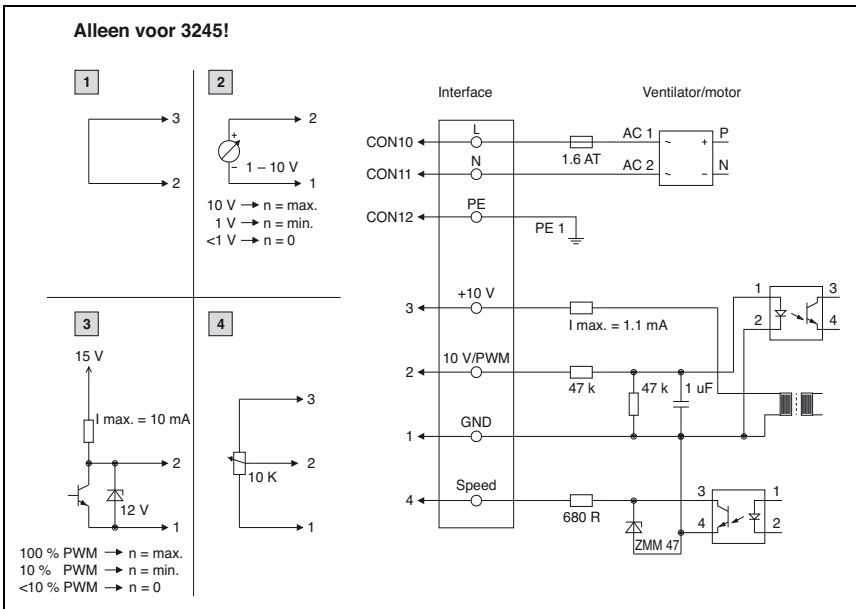 Alleen voor 3245!
1
3
2
2
+
–
1 – 10 V
2
1
10 V → n = max.
1 V → n = min.
<1 V → n = 0
3
15 V
I max. = 10 mA
2
12 V
1
100 % PWM → n = max.
10 % PWM → n = min.
<10 % PWM → n = 0
4
3
2
10 K
1
Interface
Ventilator/motor
CON10
L
1.6 AT
AC 1
~
+
P
CON11
N
AC 2
~
–
N
CON12
PE
PE 1
3
+10 V
I max. = 1.1 mA
1
2
3
4
2
10 V/PWM
47 k
47 k
1 uF
1
GND
4
Speed
680 R
ZMM 47
3
4
1
2